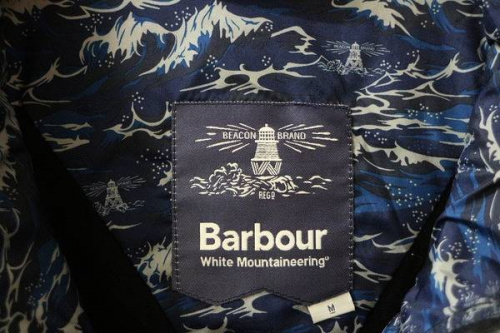 BEACON BRAND
W
REGD
Barbour
White Mountaineering®
M